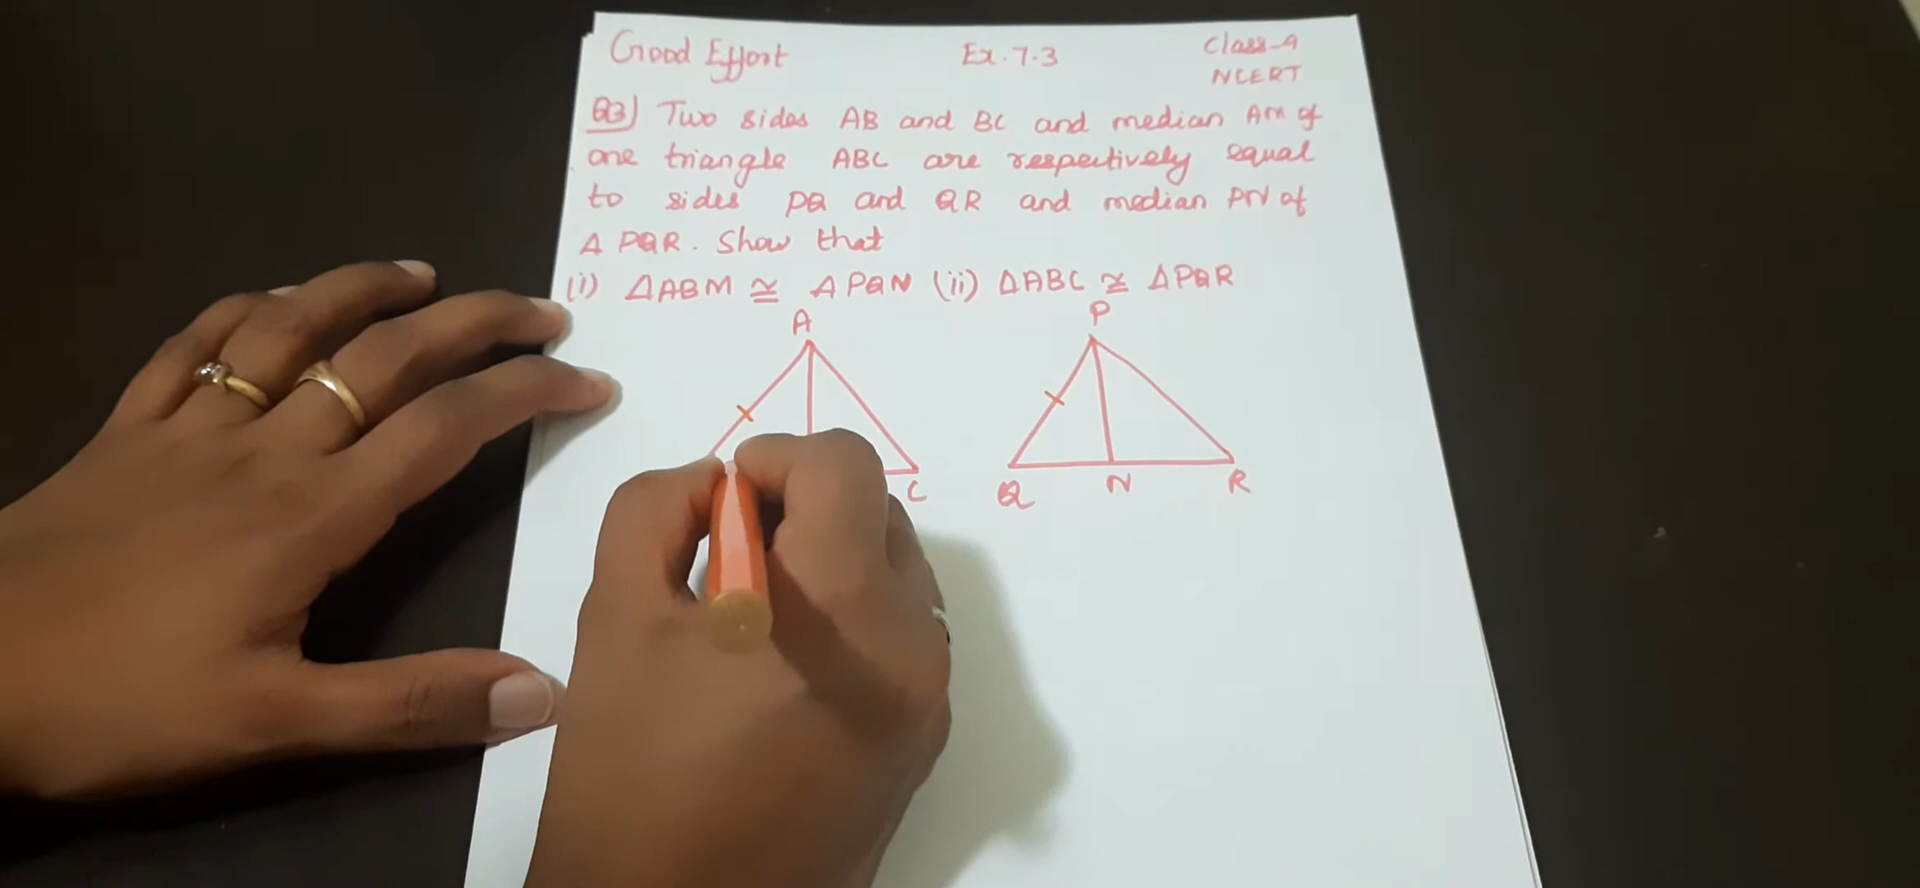 Good Effort Ex. 7.3 Class-9
NCERT
Q3) Two sides AB and BC and median AM of
one triangle ABC are respectively equal
to sides PQ and QR and median PN of
Δ PQR. Show that
(i) ΔABM ≅ ΔPQN (ii) ΔABC ≅ ΔPQR
A P
C Q N R